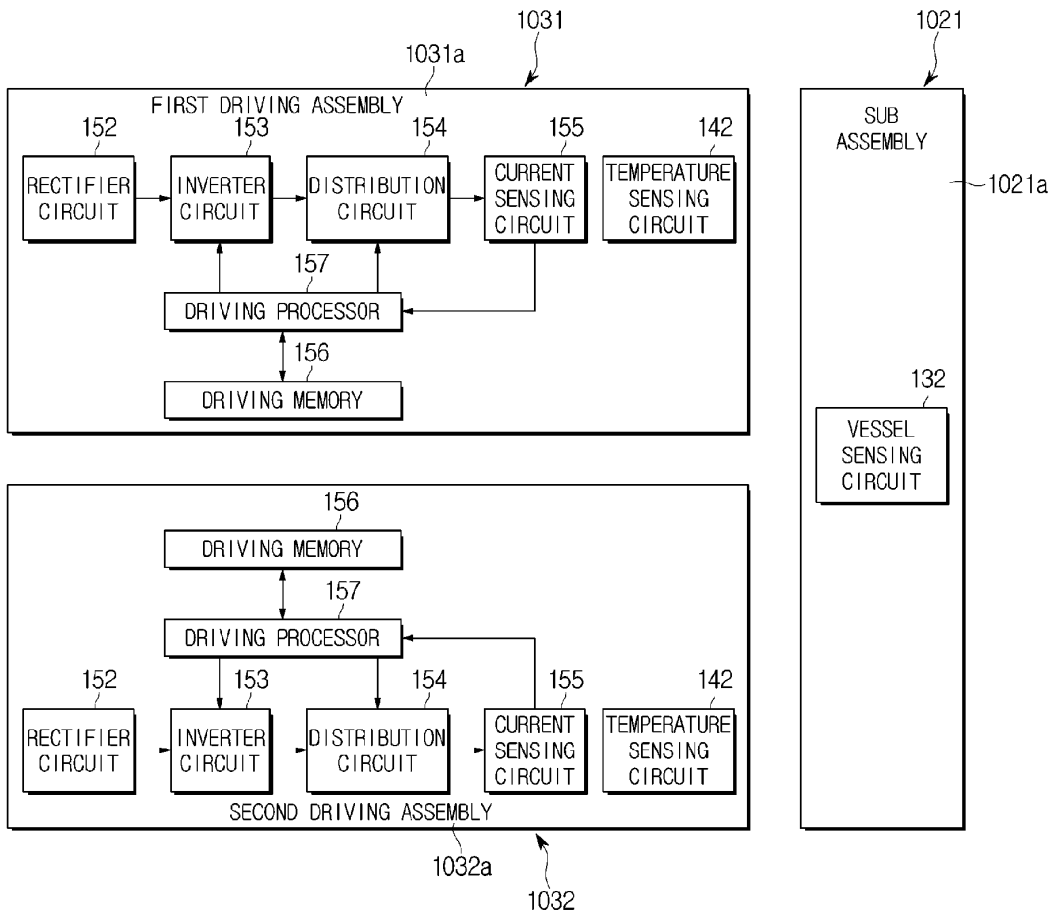 1031
1021
1031a
FIRST DRIVING ASSEMBLY
152
153
154
155
142
RECTIFIER
CIRCUIT
INVERTER
CIRCUIT
DISTRIBUTION
CIRCUIT
CURRENT
SENSING
CIRCUIT
TEMPERATURE
SENSING
CIRCUIT
157
DRIVING PROCESSOR
156
DRIVING MEMORY
SUB
ASSEMBLY
1021a
132
VESSEL
SENSING
CIRCUIT
156
DRIVING MEMORY
157
DRIVING PROCESSOR
152
153
154
155
142
RECTIFIER
CIRCUIT
INVERTER
CIRCUIT
DISTRIBUTION
CIRCUIT
CURRENT
SENSING
CIRCUIT
TEMPERATURE
SENSING
CIRCUIT
SECOND DRIVING ASSEMBLY
1032a
1032